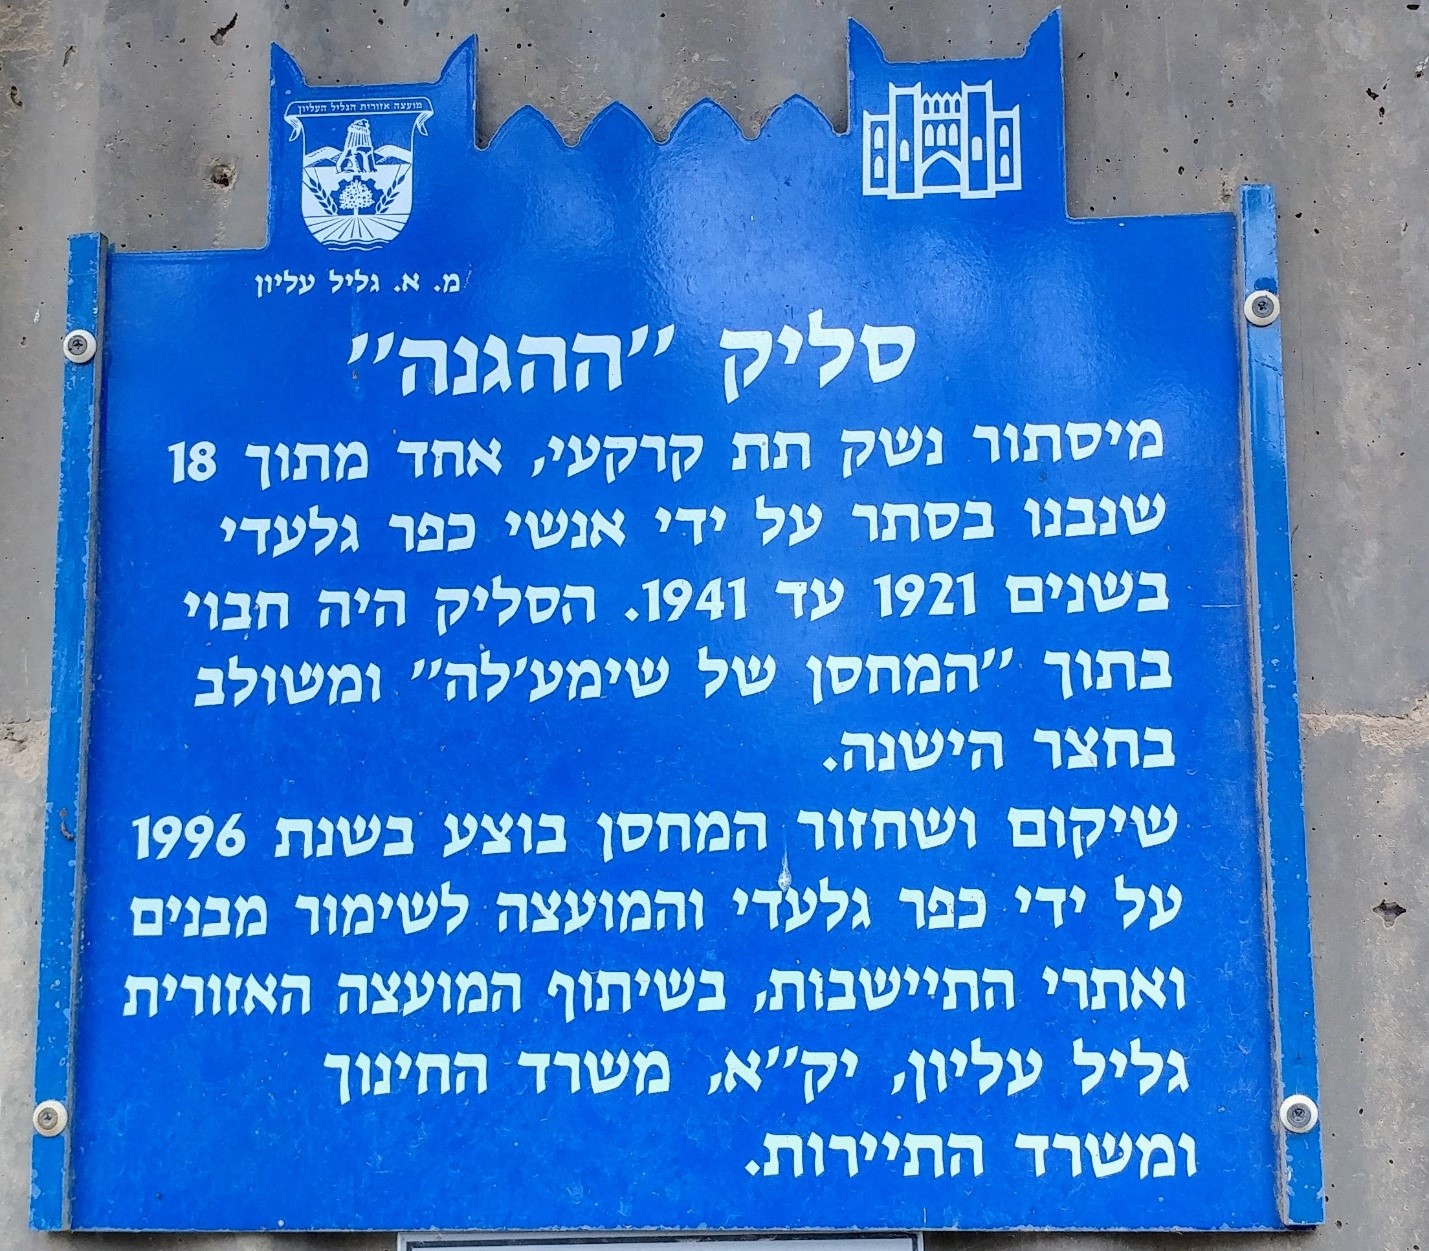 מועצה אזורית הגליל העליון
מ. א. גליל עליון
סליק "ההגנה"
מיסתור נשק תת קרקעי, אחד מתוך 18
שנבנו בסתר על ידי אנשי כפר גלעדי
בשנים 1921 עד 1941. הסליק היה חבוי
בתוך "המחסן של שימע'לה" ומשולב
בחצר הישנה.
שיקום ושחזור המחסן בוצע בשנת 1996
על ידי כפר גלעדי והמועצה לשימור מבנים
ואתרי התיישבות, בשיתוף המועצה האזורית
גליל עליון, יק"א, משרד החינוך
ומשרד התיירות.